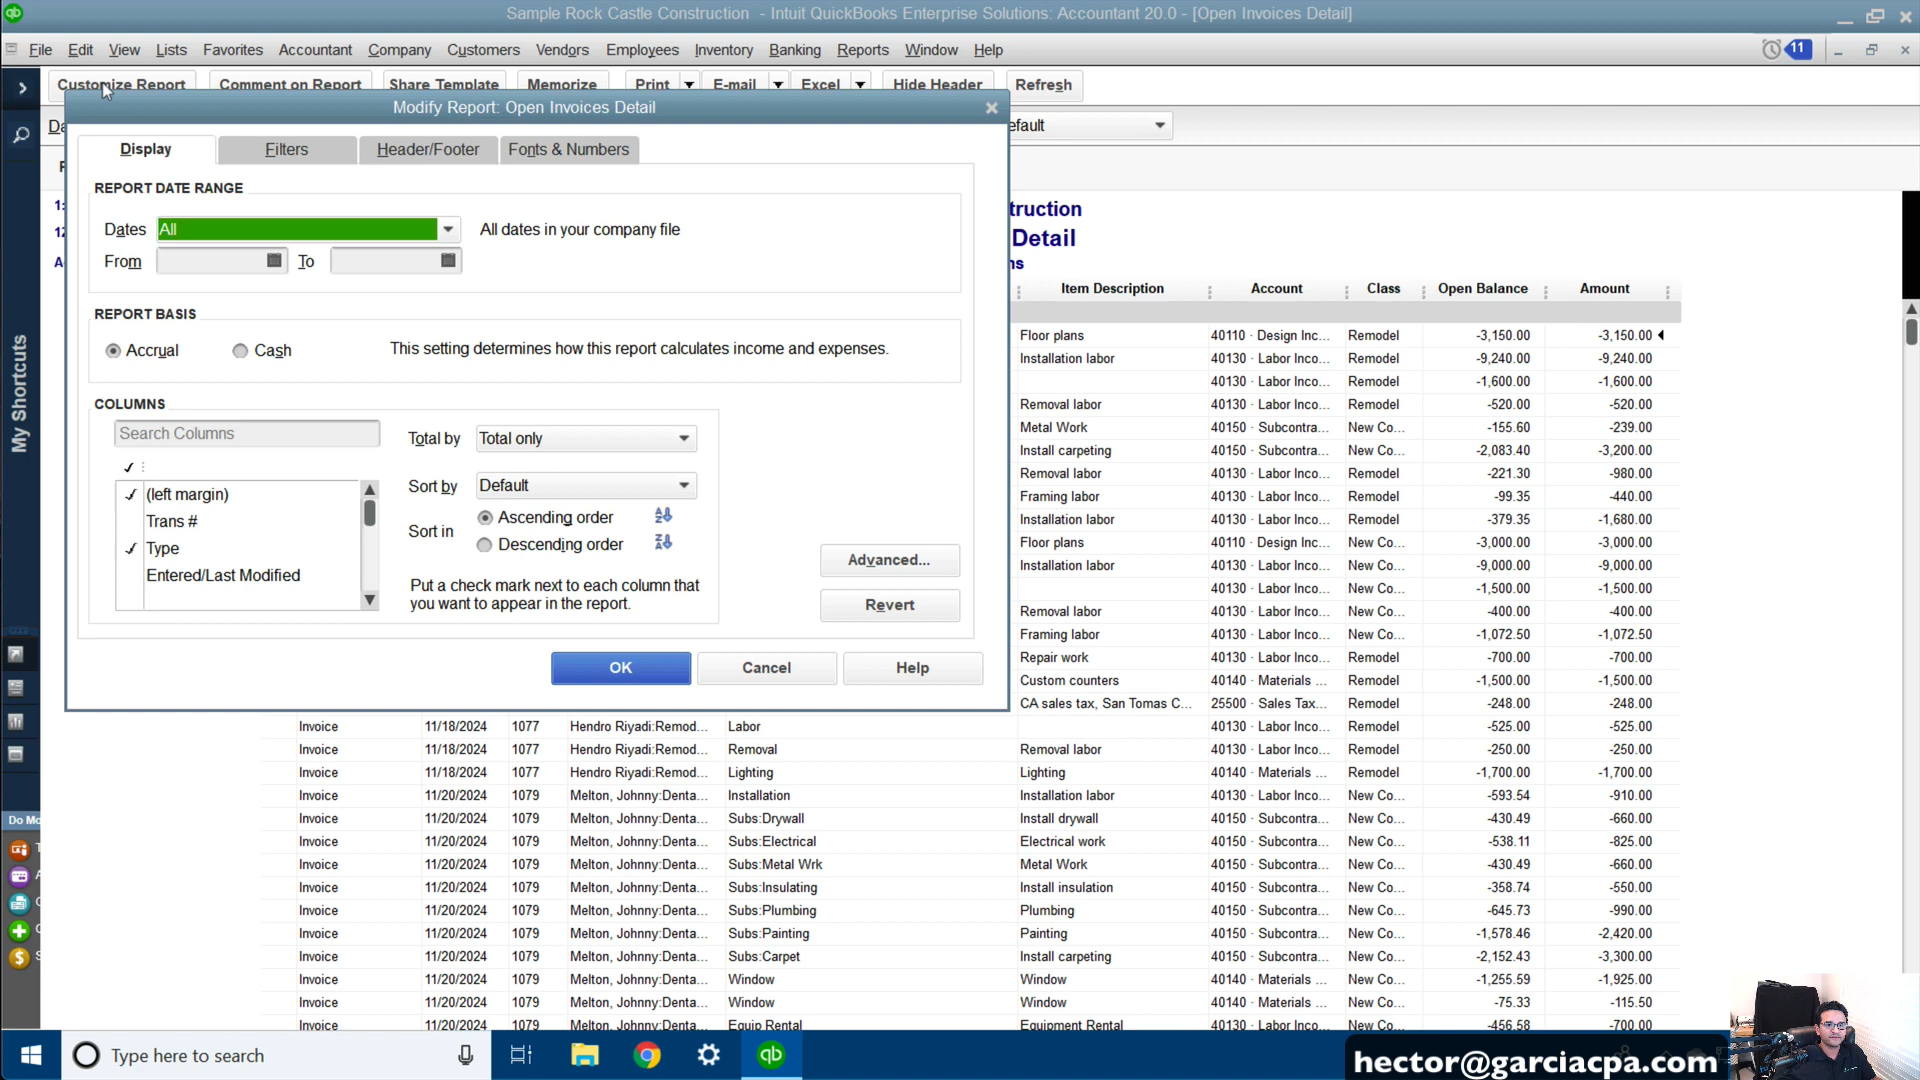 Sample Rock Castle Construction - Intuit QuickBooks Enterprise Solutions: Accountant 20.0 - [Open Invoices Detail]
File Edit View Lists Favorites Accountant Company Customers Vendors Employees Inventory Banking Reports Window Help
11
Customize Report Comment on Report Share Template Memorize Print E-mail Excel Hide Header Refresh
Modify Report: Open Invoices Detail
efault
Display Filters Header/Footer Fonts & Numbers
REPORT DATE RANGE
Dates All All dates in your company file
From To
REPORT BASIS
Accrual Cash This setting determines how this report calculates income and expenses.
COLUMNS
Search Columns
Total by Total only
(left margin)
Trans #
Type
Entered/Last Modified
Sort by Default
Sort in
Ascending order
Descending order
Put a check mark next to each column that
you want to appear in the report.
Advanced...
Revert
OK Cancel Help
My Shortcuts
Do Mo
truction
Detail
ns
Item Description Account Class Open Balance Amount
Floor plans 40110 · Design Inc... Remodel -3,150.00 -3,150.00
Installation labor 40130 · Labor Inco... Remodel -9,240.00 -9,240.00
40130 · Labor Inco... Remodel -1,600.00 -1,600.00
Removal labor 40130 · Labor Inco... Remodel -520.00 -520.00
Metal Work 40150 · Subcontra... New Co... -155.60 -239.00
Install carpeting 40150 · Subcontra... New Co... -2,083.40 -3,200.00
Removal labor 40130 · Labor Inco... Remodel -221.30 -980.00
Framing labor 40130 · Labor Inco... Remodel -99.35 -440.00
Installation labor 40130 · Labor Inco... Remodel -379.35 -1,680.00
Floor plans 40110 · Design Inc... New Co... -3,000.00 -3,000.00
Installation labor 40130 · Labor Inco... New Co... -9,000.00 -9,000.00
40130 · Labor Inco... New Co... -1,500.00 -1,500.00
Removal labor 40130 · Labor Inco... New Co... -400.00 -400.00
Framing labor 40130 · Labor Inco... New Co... -1,072.50 -1,072.50
Repair work 40130 · Labor Inco... Remodel -700.00 -700.00
Custom counters 40140 · Materials ... Remodel -1,500.00 -1,500.00
CA sales tax, San Tomas C... 25500 · Sales Tax... Remodel -248.00 -248.00
Invoice 11/18/2024 1077 Hendro Riyadi:Remod... Labor 40130 · Labor Inco... Remodel -525.00 -525.00
Invoice 11/18/2024 1077 Hendro Riyadi:Remod... Removal Removal labor 40130 · Labor Inco... Remodel -250.00 -250.00
Invoice 11/18/2024 1077 Hendro Riyadi:Remod... Lighting Lighting 40140 · Materials ... Remodel -1,700.00 -1,700.00
Invoice 11/20/2024 1079 Melton, Johnny:Denta... Installation Installation labor 40130 · Labor Inco... New Co... -593.54 -910.00
Invoice 11/20/2024 1079 Melton, Johnny:Denta... Subs:Drywall Install drywall 40150 · Subcontra... New Co... -430.49 -660.00
Invoice 11/20/2024 1079 Melton, Johnny:Denta... Subs:Electrical Electrical work 40150 · Subcontra... New Co... -538.11 -825.00
Invoice 11/20/2024 1079 Melton, Johnny:Denta... Subs:Metal Wrk Metal Work 40150 · Subcontra... New Co... -430.49 -660.00
Invoice 11/20/2024 1079 Melton, Johnny:Denta... Subs:Insulating Install insulation 40150 · Subcontra... New Co... -358.74 -550.00
Invoice 11/20/2024 1079 Melton, Johnny:Denta... Subs:Plumbing Plumbing 40150 · Subcontra... New Co... -645.73 -990.00
Invoice 11/20/2024 1079 Melton, Johnny:Denta... Subs:Painting Painting 40150 · Subcontra... New Co... -1,578.46 -2,420.00
Invoice 11/20/2024 1079 Melton, Johnny:Denta... Subs:Carpet Install carpeting 40150 · Subcontra... New Co... -2,152.43 -3,300.00
Invoice 11/20/2024 1079 Melton, Johnny:Denta... Window Window 40140 · Materials ... New Co... -1,255.59 -1,925.00
Invoice 11/20/2024 1079 Melton, Johnny:Denta... Window Window 40140 · Materials ... New Co... -75.33 -115.50
Invoice 11/20/2024 1079 Melton, Johnny:Denta... Equip Rental Equipment Rental 40130 · Labor Inco... New Co... -456.58 -700.00
Type here to search
qb
hector@garciacpa.com